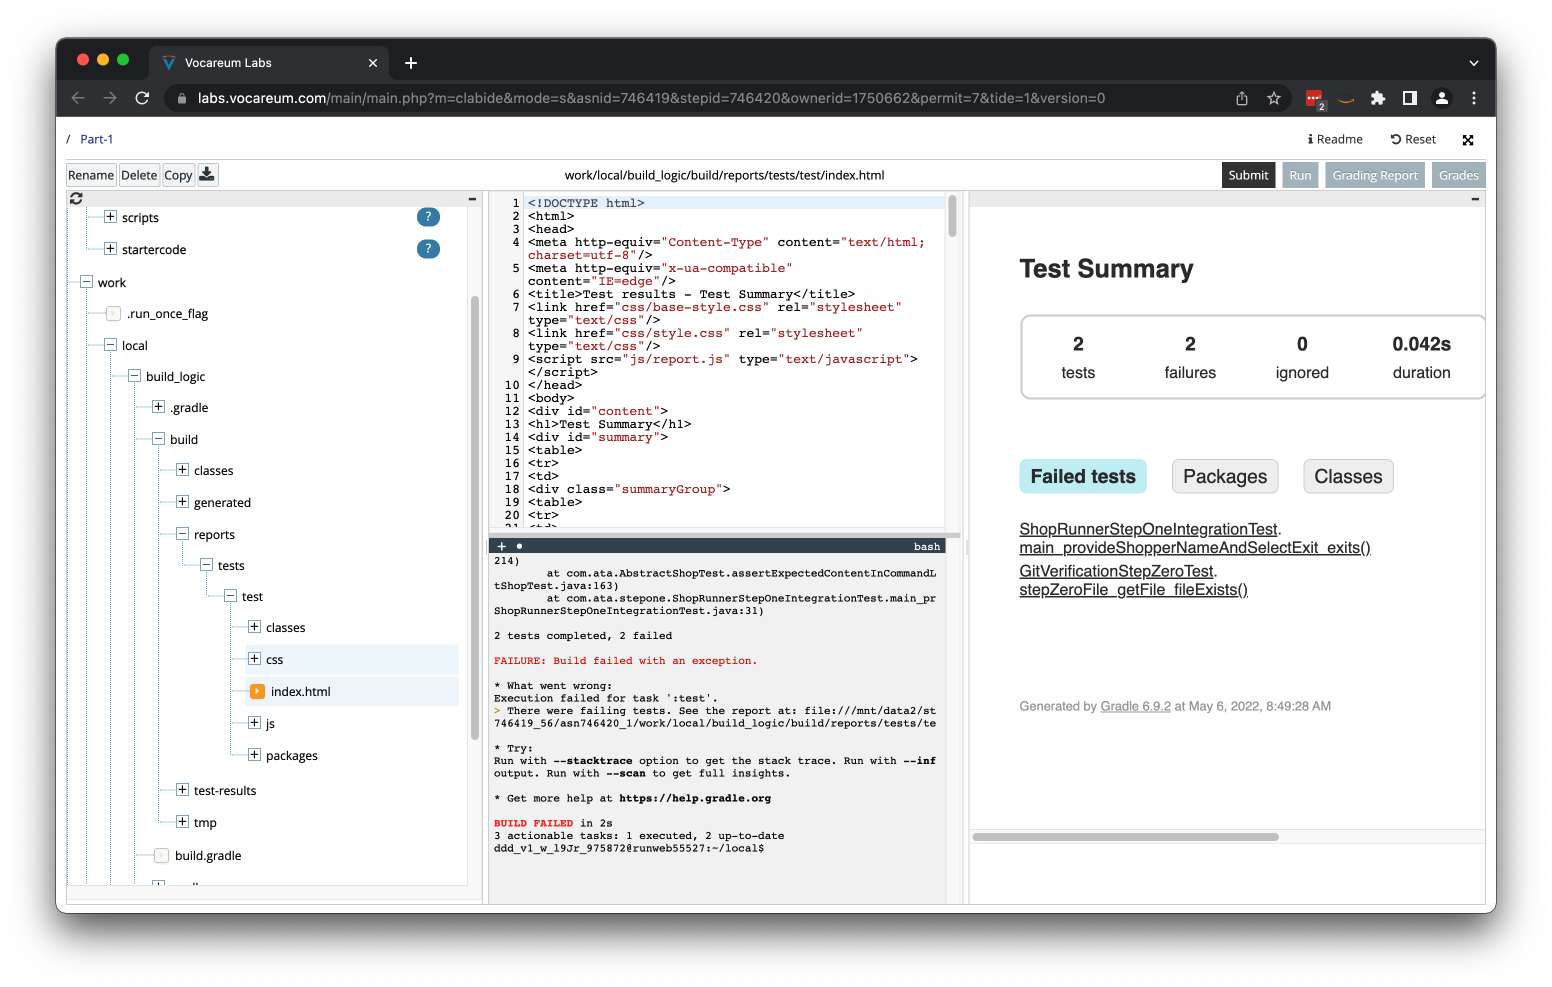 Vocareum Labs
labs.vocareum.com/main/main.php?m=clabide&mode=s&asnid=746419&stepid=746420&ownerid=1750662&permit=7&tide=1&version=0
2
/ Part-1
Readme
Reset
Rename
Delete
Copy
work/local/build_logic/build/reports/tests/test/index.html
Submit
Run
Grading Report
Grades
scripts
?
startercode
?
work
.run_once_flag
local
build_logic
.gradle
build
classes
generated
reports
tests
test
classes
css
index.html
js
packages
test-results
tmp
build.gradle
1 <!DOCTYPE html>
2 <html>
3 <head>
4 <meta http-equiv="Content-Type" content="text/html;
charset=utf-8"/>
5 <meta http-equiv="x-ua-compatible"
content="IE=edge"/>
6 <title>Test results - Test Summary</title>
7 <link href="css/base-style.css" rel="stylesheet"
type="text/css"/>
8 <link href="css/style.css" rel="stylesheet"
type="text/css"/>
9 <script src="js/report.js" type="text/javascript">
</script>
10 </head>
11 <body>
12 <div id="content">
13 <h1>Test Summary</h1>
14 <div id="summary">
15 <table>
16 <tr>
17 <td>
18 <div class="summaryGroup">
19 <table>
20 <tr>
21 <td>
bash
214)
at com.ata.AbstractShopTest.assertExpectedContentInCommandL
tShopTest.java:163)
at com.ata.stepone.ShopRunnerStepOneIntegrationTest.main_pr
ShopRunnerStepOneIntegrationTest.java:31)
2 tests completed, 2 failed
FAILURE: Build failed with an exception.
* What went wrong:
Execution failed for task ':test'.
> There were failing tests. See the report at: file:///mnt/data2/st
746419_56/asn746420_1/work/local/build_logic/build/reports/tests/te
* Try:
Run with --stacktrace option to get the stack trace. Run with --inf
output. Run with --scan to get full insights.
* Get more help at https://help.gradle.org
BUILD FAILED in 2s
3 actionable tasks: 1 executed, 2 up-to-date
ddd_v1_w_l9Jr_975872@runweb55527:~/local$
Test Summary
2
tests
2
failures
0
ignored
0.042s
duration
Failed tests
Packages
Classes
ShopRunnerStepOneIntegrationTest.
main_provideShopperNameAndSelectExit_exits()
GitVerificationStepZeroTest.
stepZeroFile_getFile_fileExists()
Generated by Gradle 6.9.2 at May 6, 2022, 8:49:28 AM